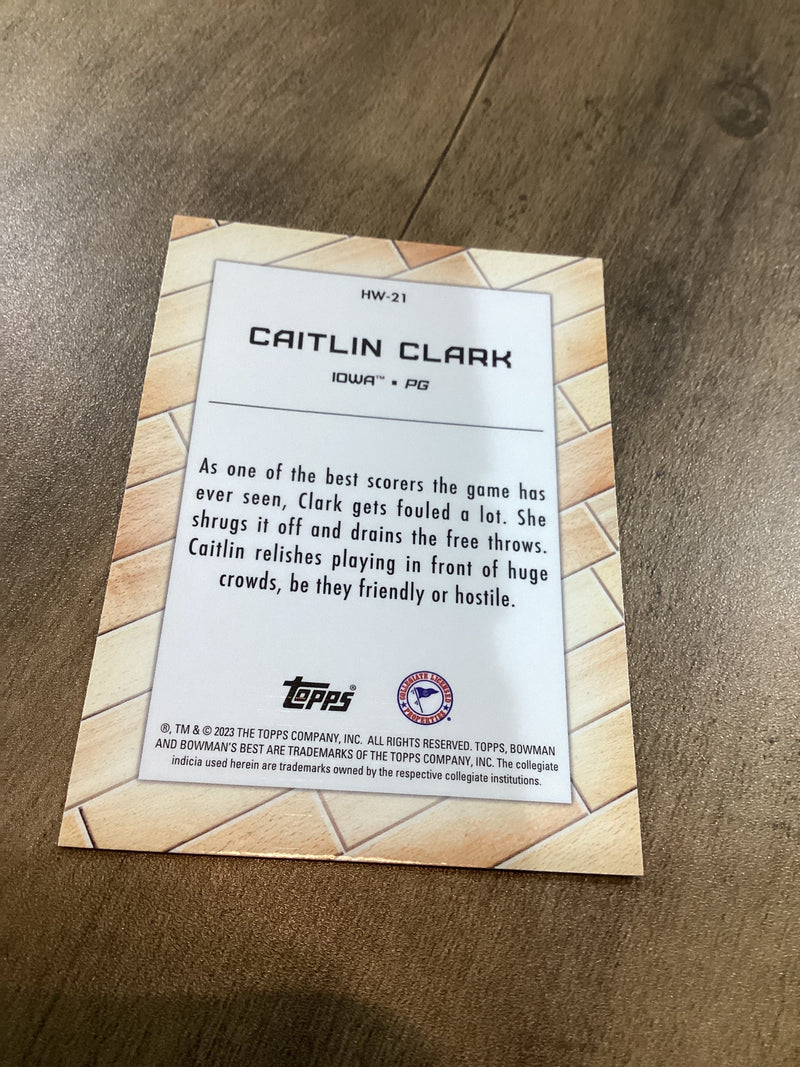 HW-21
CAITLIN CLARK
IOWA™ ▪ PG
As one of the best scorers the game has
ever seen, Clark gets fouled a lot. She
shrugs it off and drains the free throws.
Caitlin relishes playing in front of huge
crowds, be they friendly or hostile.
Topps®
COLLEGIATE LICENSED
PROPERTIES®
®, TM & © 2023 THE TOPPS COMPANY, INC. ALL RIGHTS RESERVED. TOPPS, BOWMAN
AND BOWMAN'S BEST ARE TRADEMARKS OF THE TOPPS COMPANY, INC. The collegiate
indicia used herein are trademarks owned by the respective collegiate institutions.